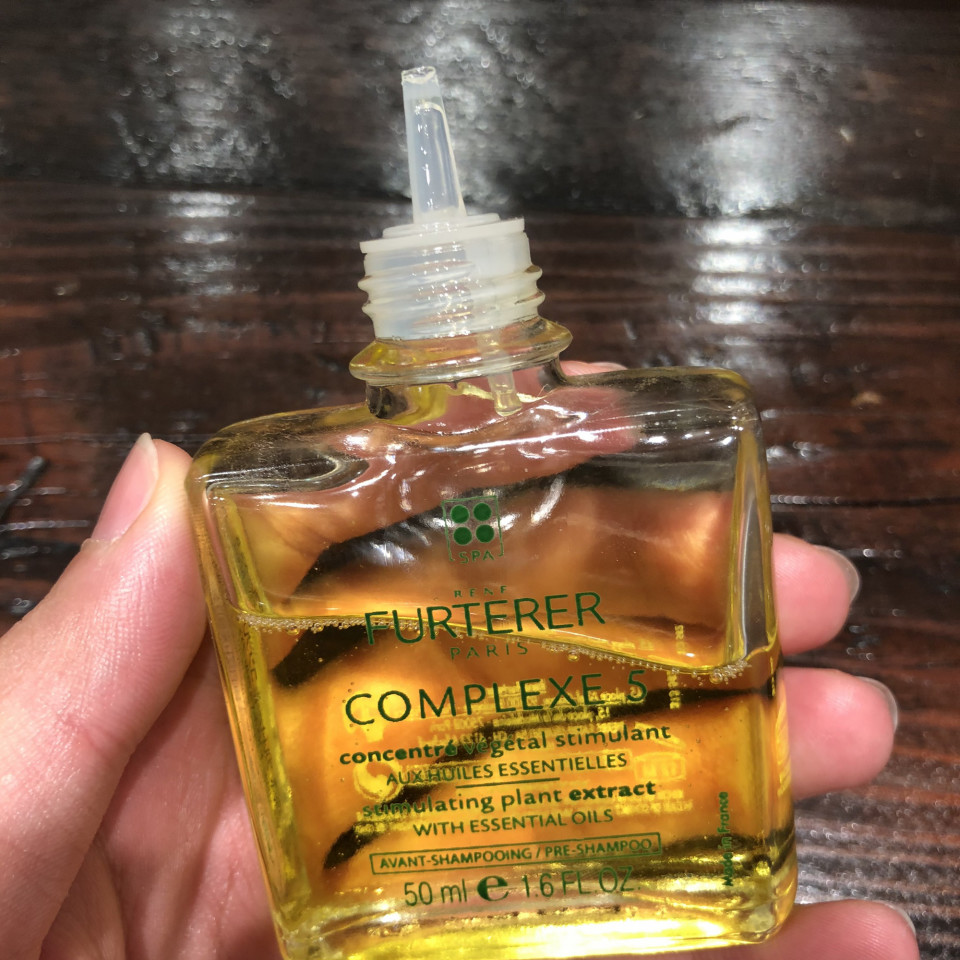 SPA
RENE
FURTERER
PARIS
COMPLEXE 5
concentré végétal stimulant
AUX HUILES ESSENTIELLES
stimulating plant extract
WITH ESSENTIAL OILS
AVANT-SHAMPOOING / PRE-SHAMPOO
50 ml e 1.6 FL. OZ.
Made in France